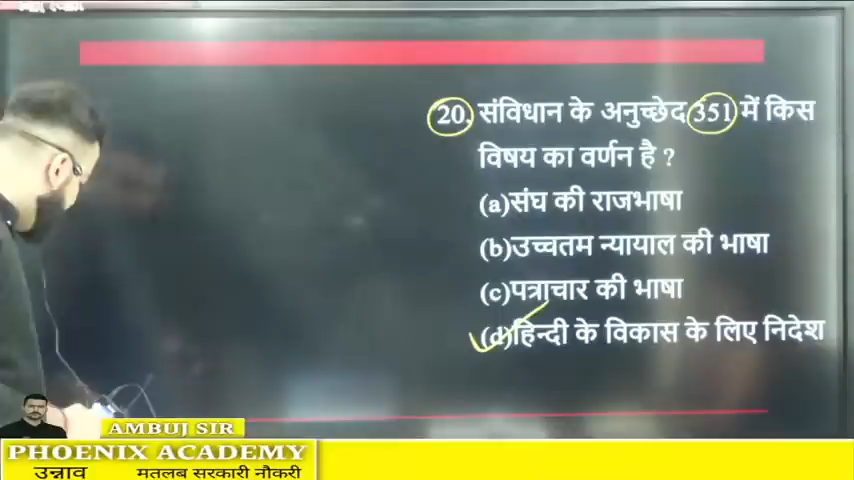 20. संविधान के अनुच्छेद 351 में किस
विषय का वर्णन है ?
(a)संघ की राजभाषा
(b)उच्चतम न्यायाल की भाषा
(c)पत्राचार की भाषा
(d)हिन्दी के विकास के लिए निदेश
AMBUJ SIR
PHOENIX ACADEMY
उन्नाव मतलब सरकारी नौकरी